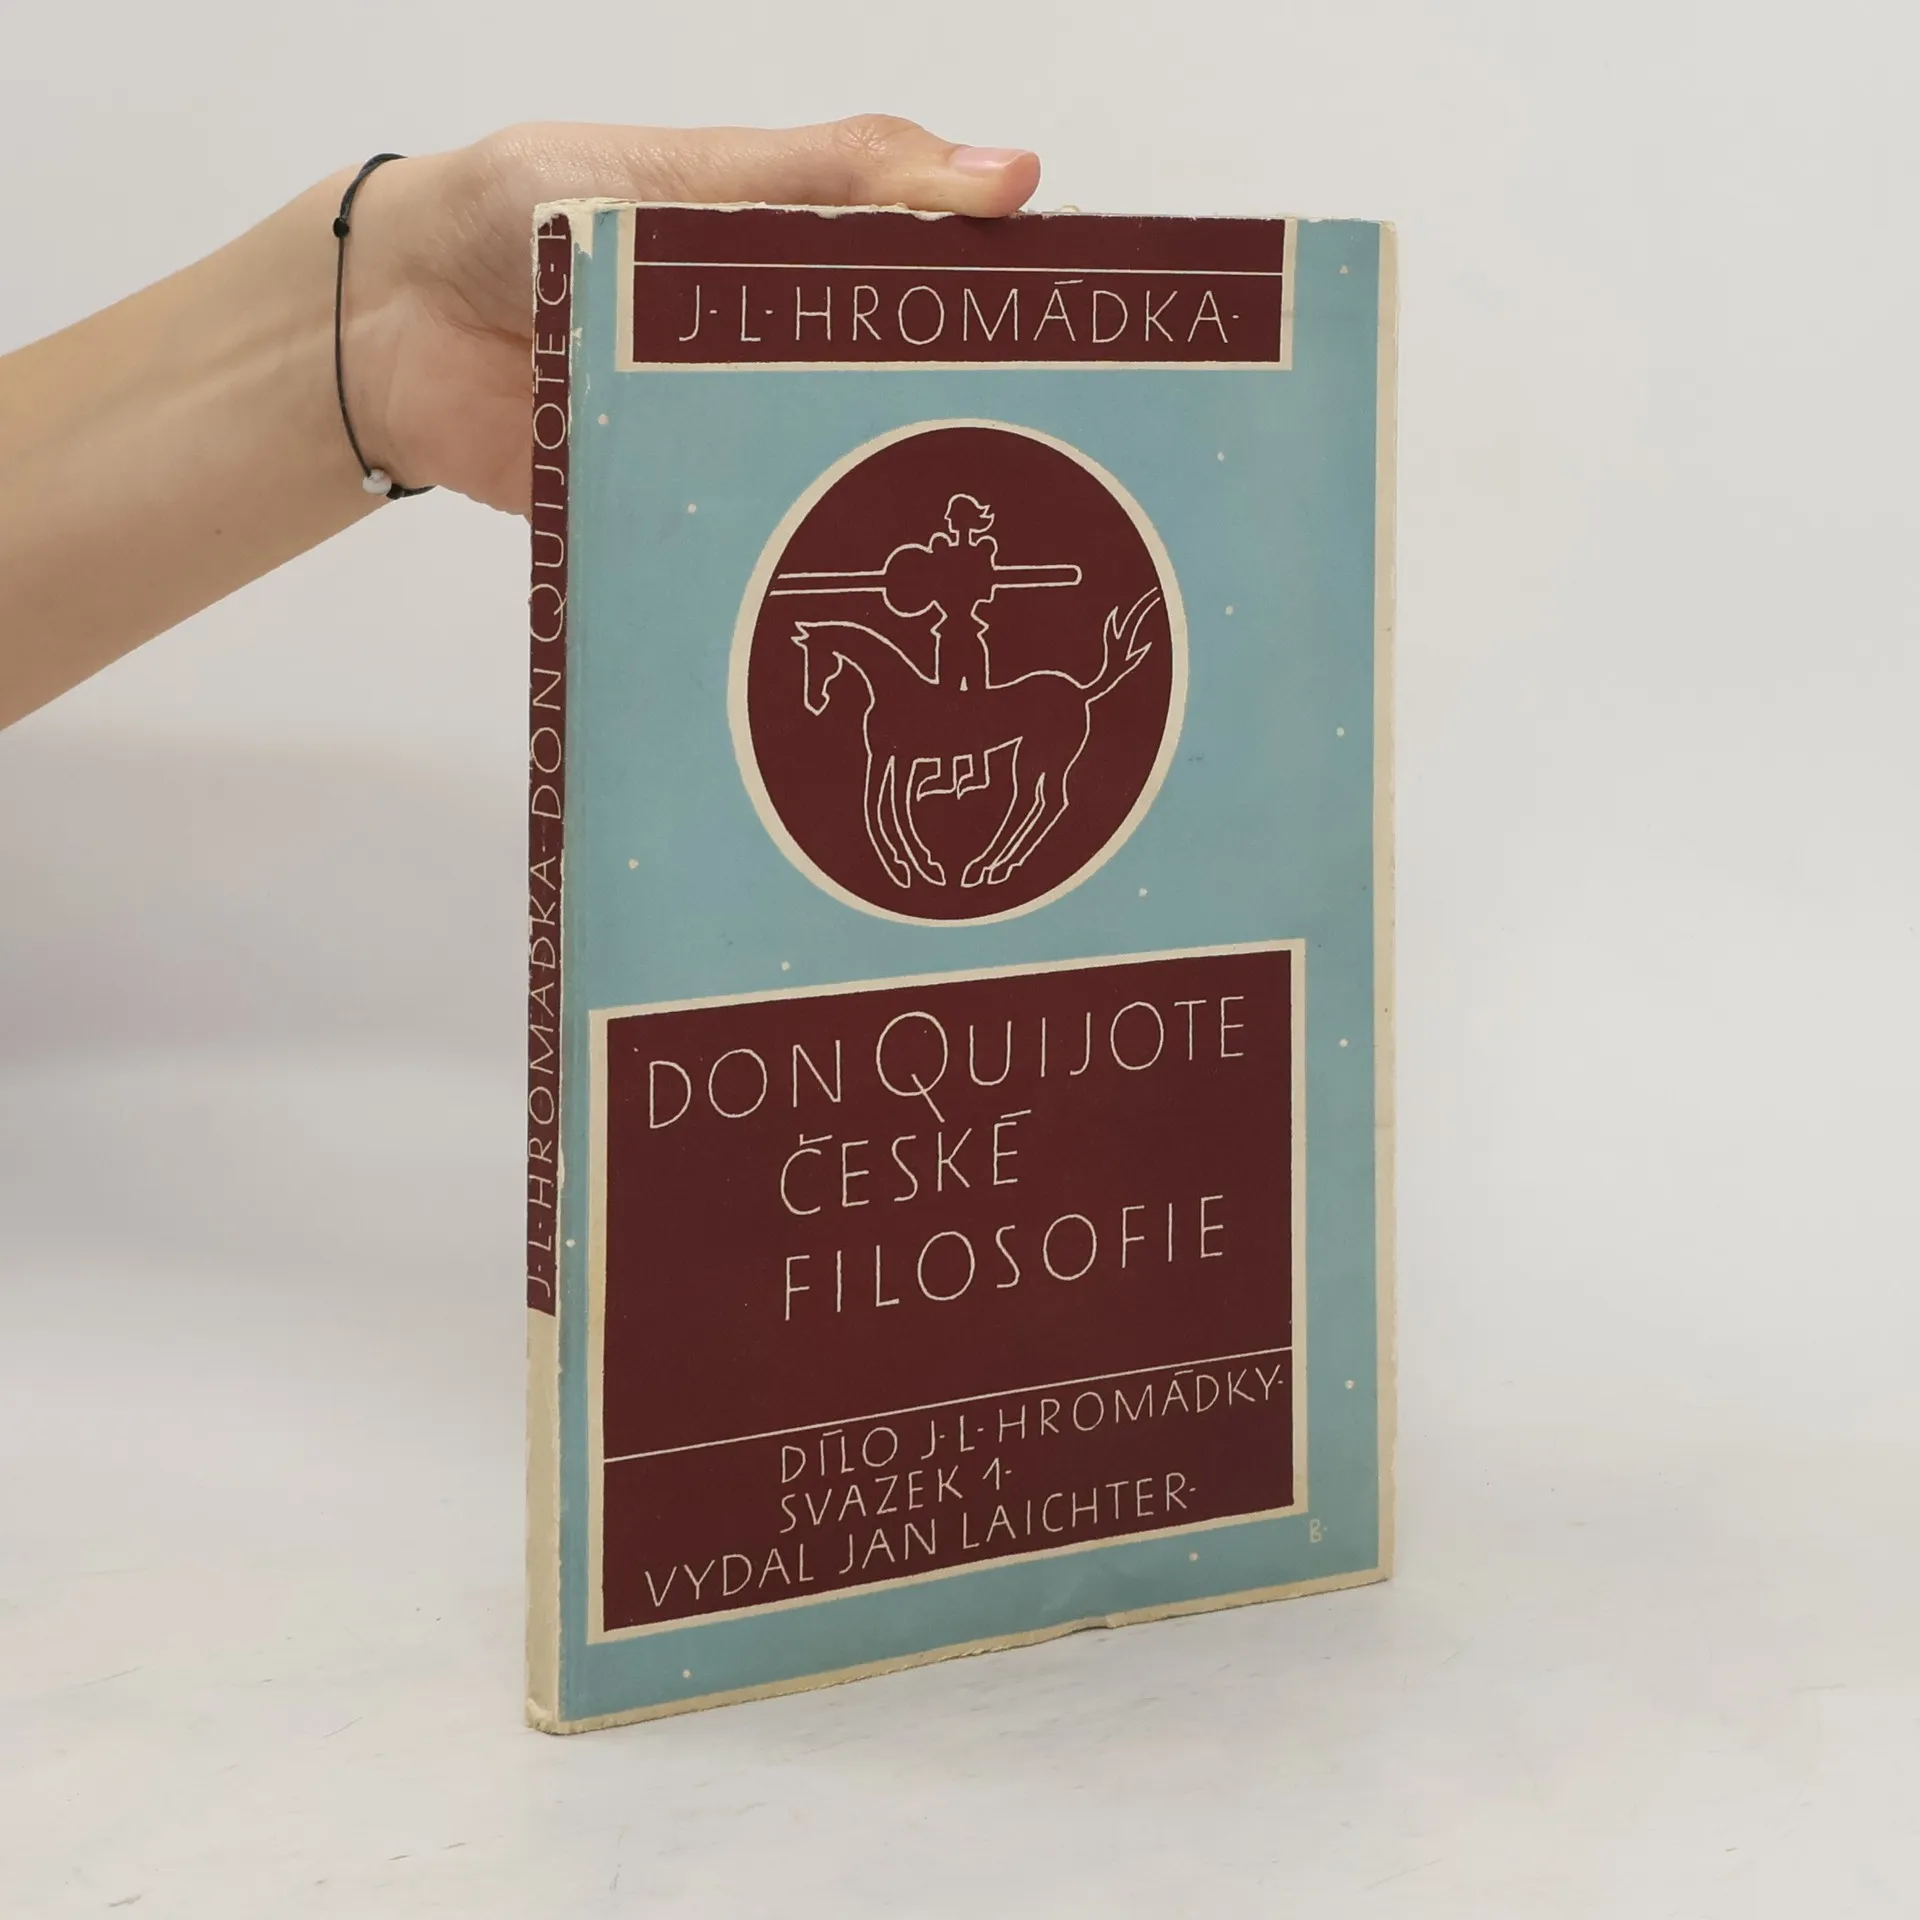 J·L·HROMÁDKA·
DON QUIJOTE
ČESKÉ
FILOSOFIE
DÍLO J·L·HROMÁDKY·
SVAZEK 1·
VYDAL JAN LAICHTER·
B·
J·L·HROMÁDKA·DON QUIJOTE